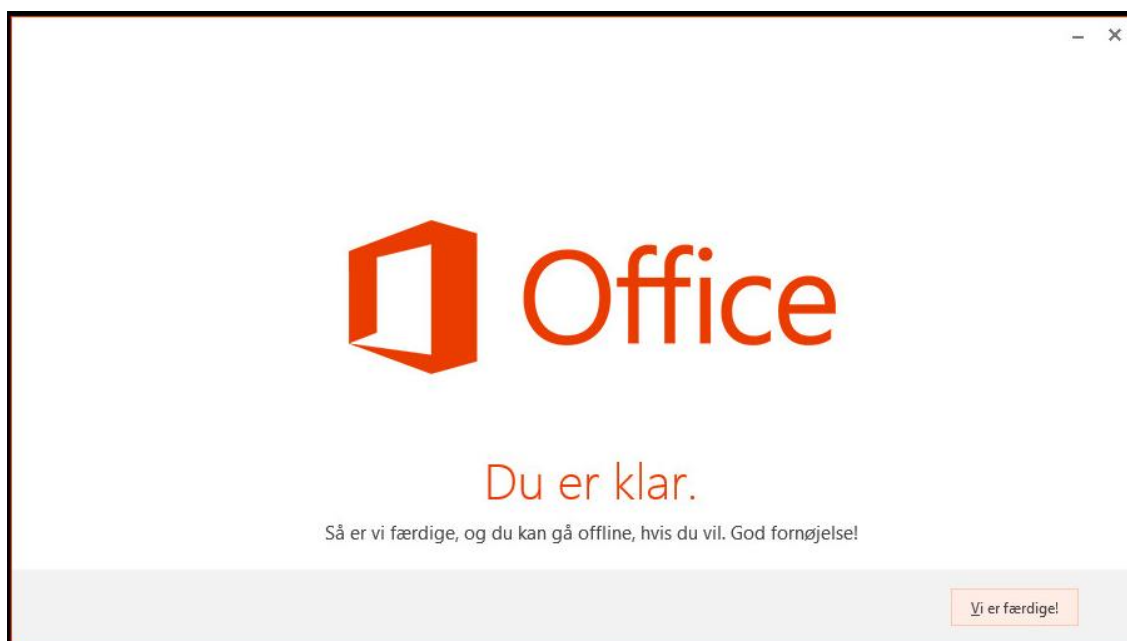 Office
Du er klar.
Så er vi færdige, og du kan gå offline, hvis du vil. God fornøjelse!
Vi er færdige!